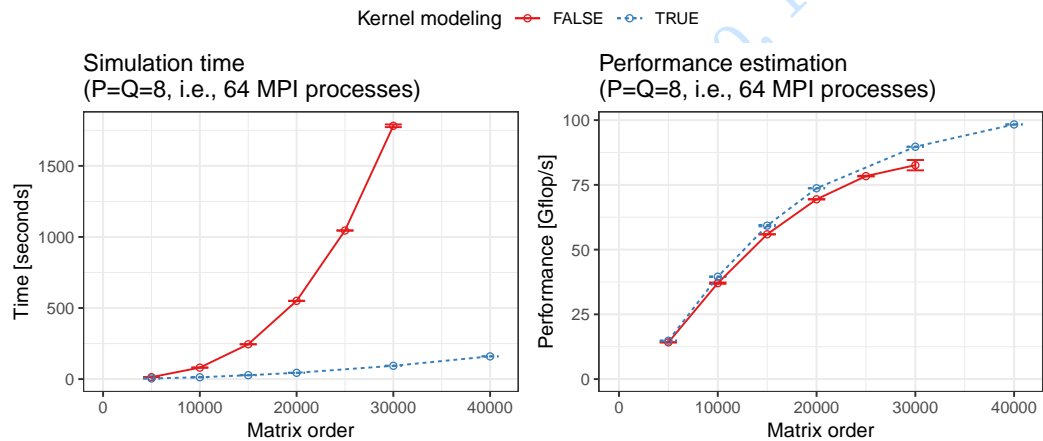 Kernel modeling FALSE TRUE
Simulation time
(P=Q=8, i.e., 64 MPI processes)
Time [seconds]
1500
1000
500
0
0 10000 20000 30000 40000
Matrix order
Performance estimation
(P=Q=8, i.e., 64 MPI processes)
Performance [Gflop/s]
100
75
50
25
0
0 10000 20000 30000 40000
Matrix order